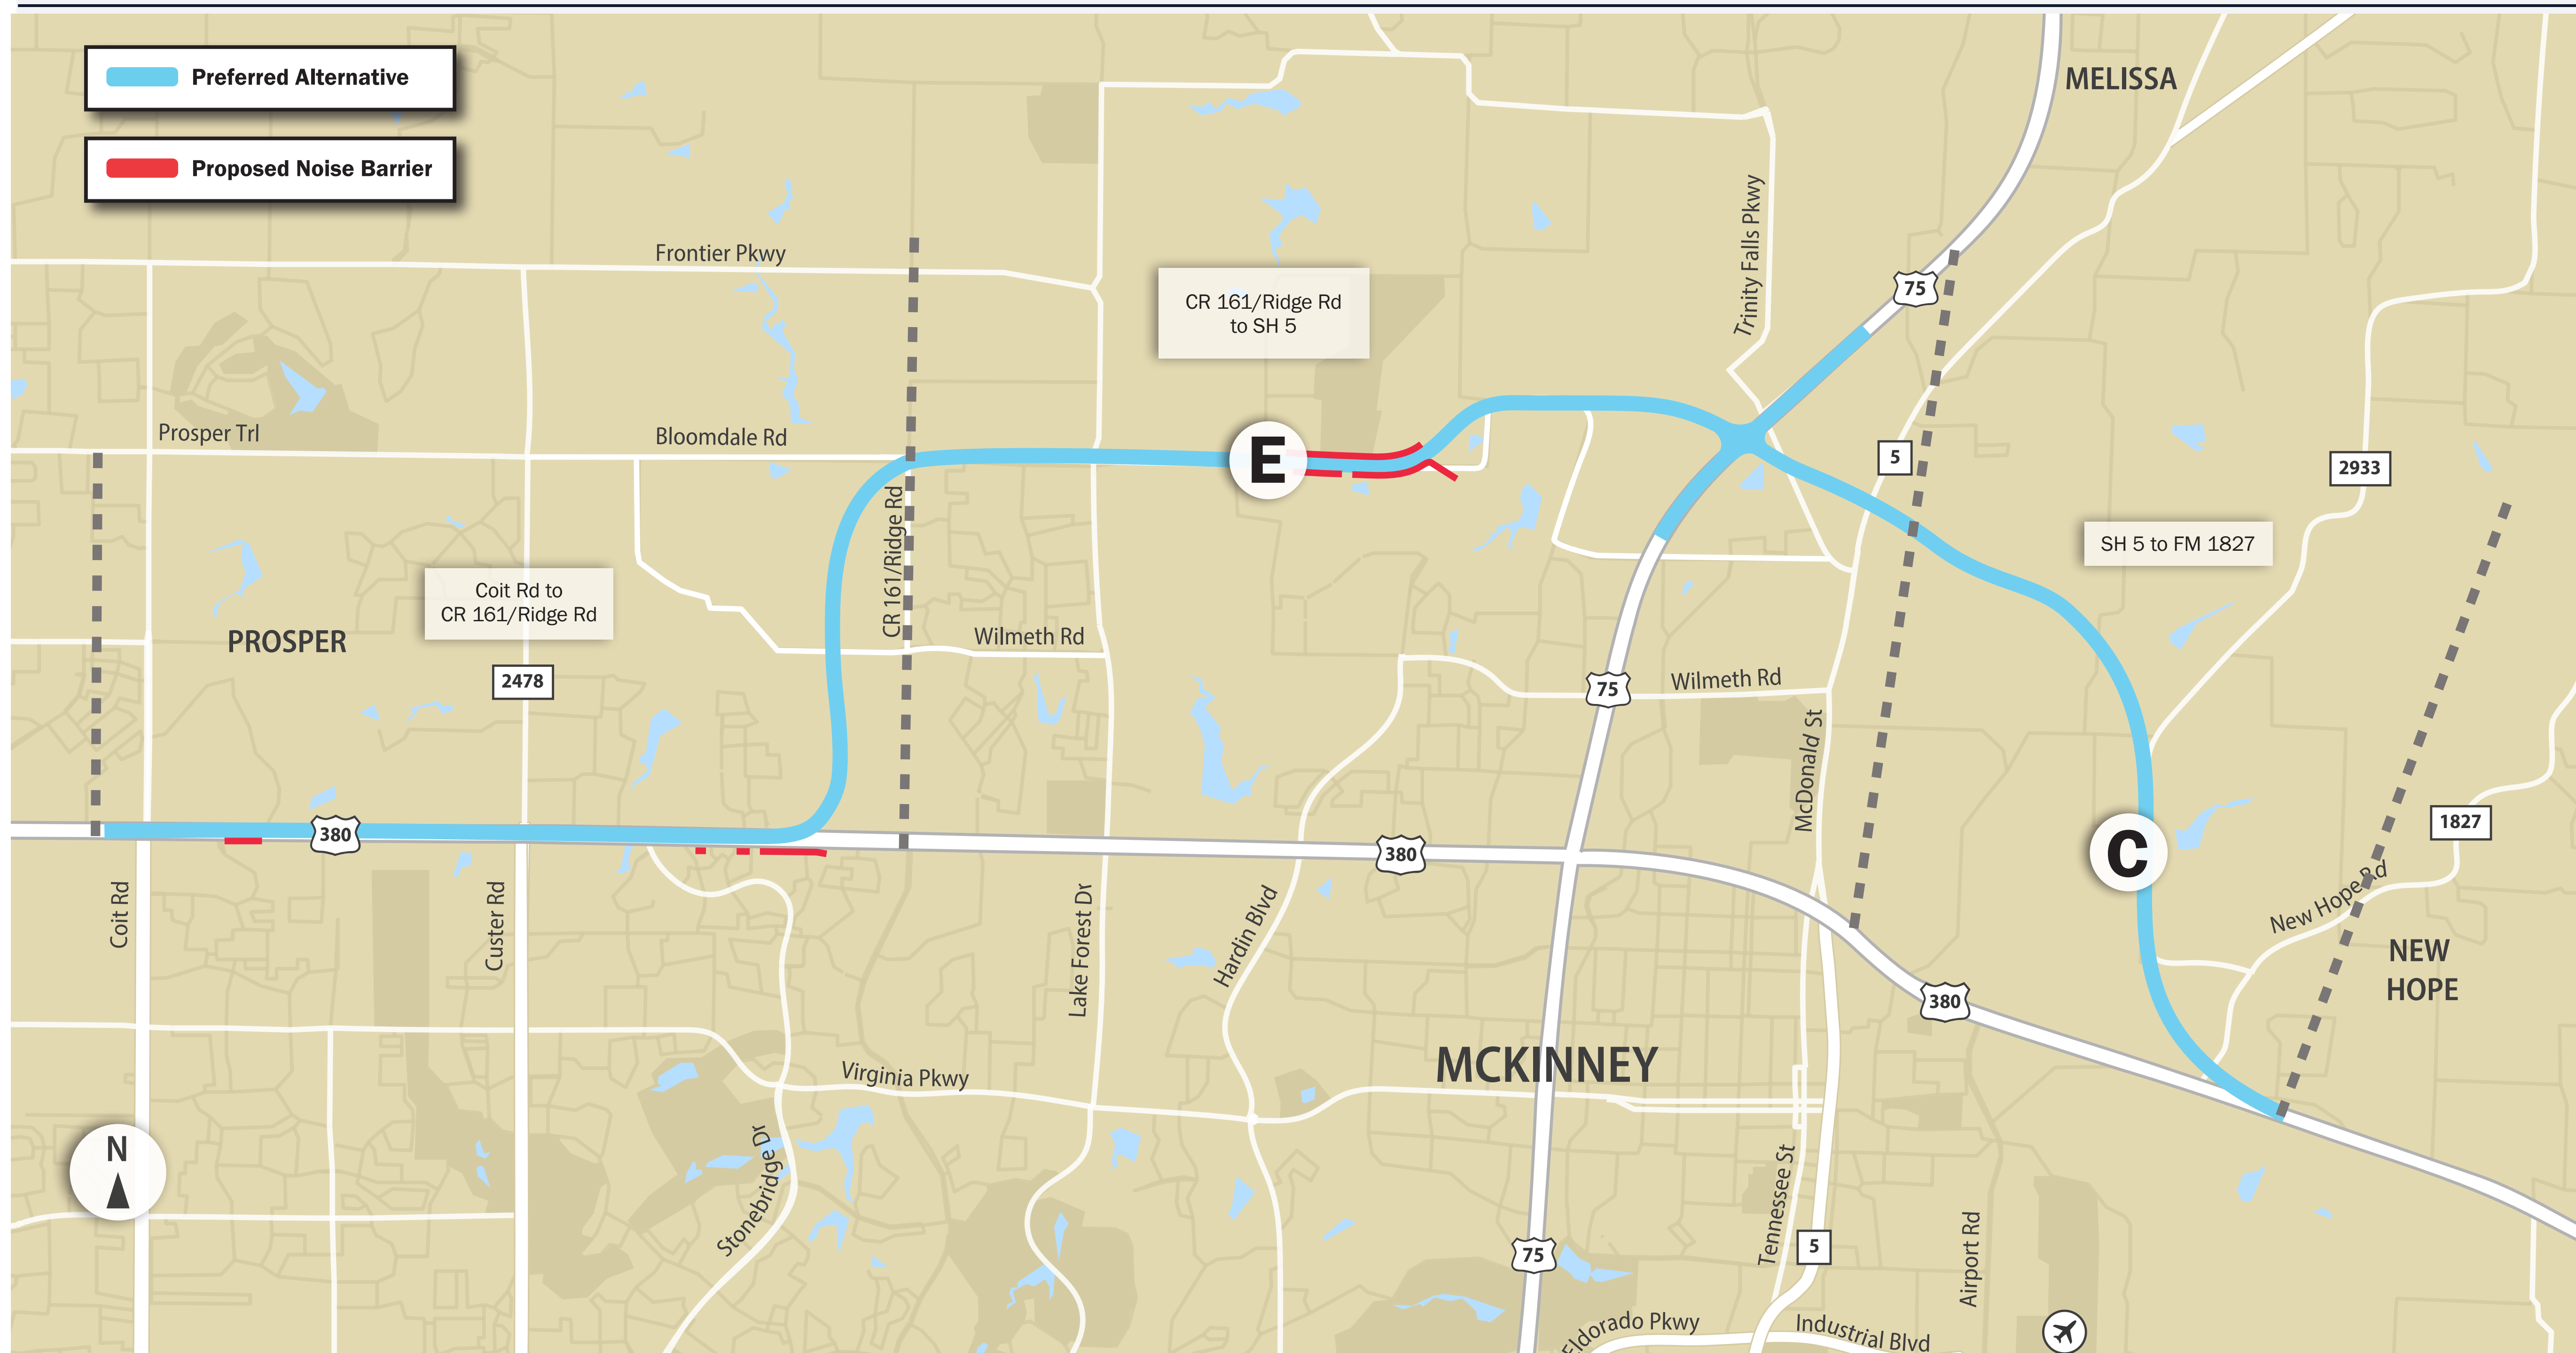 Preferred Alternative
Proposed Noise Barrier
MELISSA
Frontier Pkwy
Trinity Falls Pkwy
75
CR 161/Ridge Rd
to SH 5
Prosper Trl
Bloomdale Rd
E
5
2933
CR 161/Ridge Rd
SH 5 to FM 1827
Coit Rd to
CR 161/Ridge Rd
PROSPER
Wilmeth Rd
2478
75
Wilmeth Rd
McDonald St
380
380
C
1827
New Hope Rd
Coit Rd
Custer Rd
Lake Forest Dr
Hardin Blvd
NEW
HOPE
380
MCKINNEY
Virginia Pkwy
N
Stonebridge Dr
Tennessee St
75
5
Airport Rd
Eldorado Pkwy
Industrial Blvd